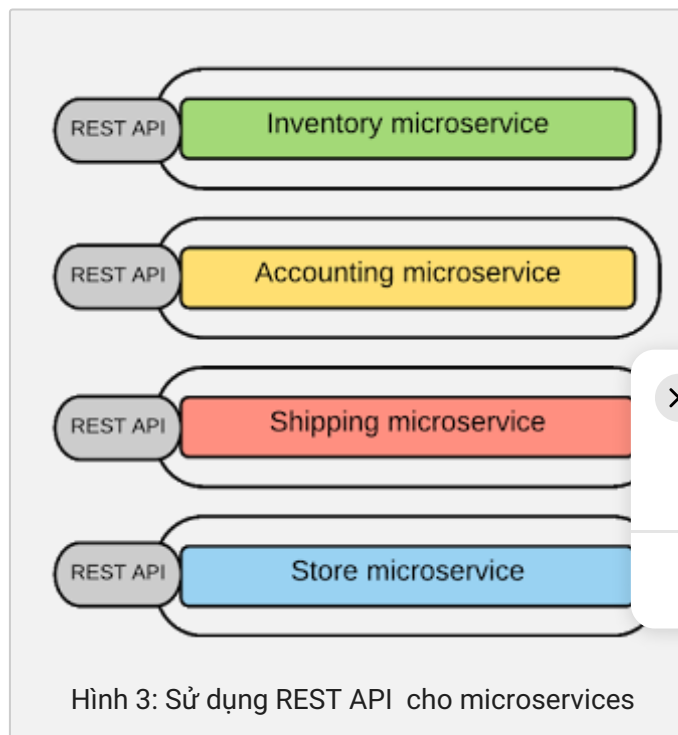 REST API Inventory microservice
REST API Accounting microservice
REST API Shipping microservice
REST API Store microservice
Hình 3: Sử dụng REST API cho microservices